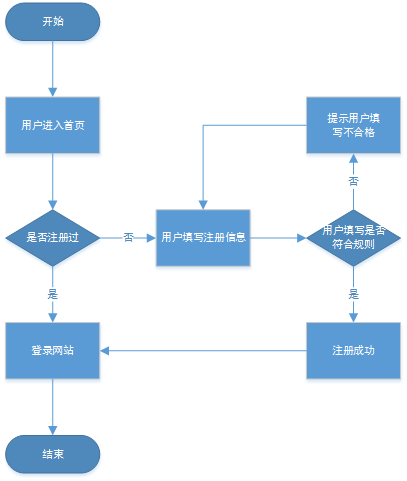 开始
用户进入首页
提示用户填
写不合格
否
是否注册过
否
用户填写注册信息
用户填写是否
符合规则
是
是
登录网站
注册成功
结束